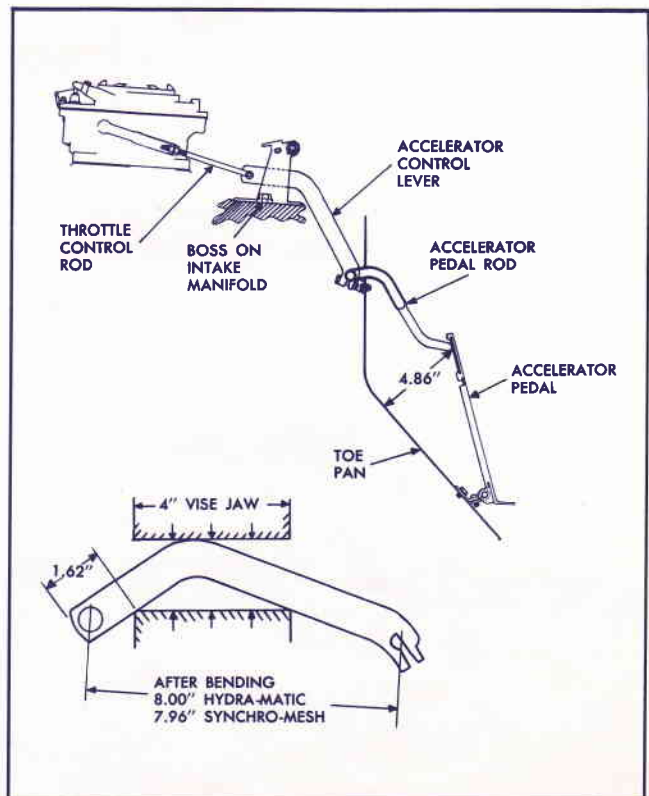 ACCELERATOR
CONTROL
LEVER
THROTTLE
CONTROL
ROD
BOSS ON
INTAKE
MANIFOLD
ACCELERATOR
PEDAL ROD
4.86"
ACCELERATOR
PEDAL
TOE
PAN
4" VISE JAW
1.62"
AFTER BENDING
8.00" HYDRA-MATIC
7.96" SYNCHRO-MESH